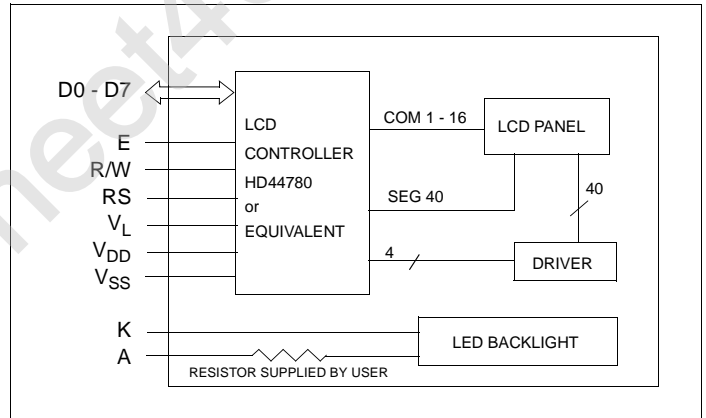 D0 - D7
E
R/W
RS
VL
VDD
VSS
K
A
LCD
CONTROLLER
HD44780
or
EQUIVALENT
COM 1 - 16
LCD PANEL
SEG 40
40
4
DRIVER
LED BACKLIGHT
RESISTOR SUPPLIED BY USER